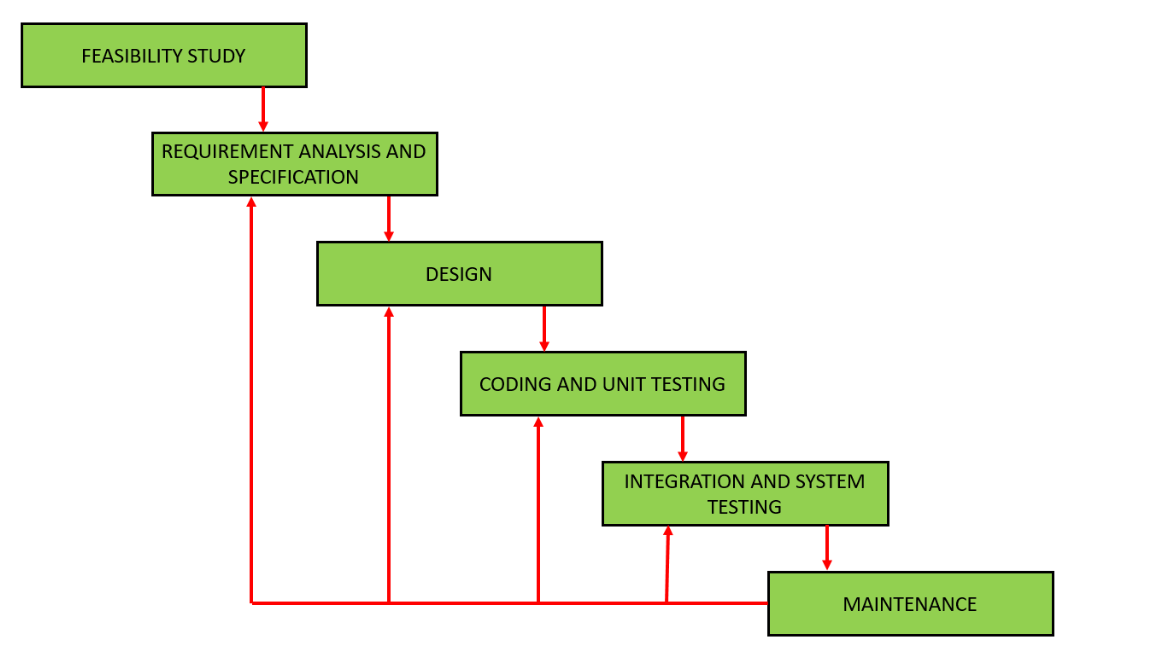 FEASIBILITY STUDY
REQUIREMENT ANALYSIS AND
SPECIFICATION
DESIGN
CODING AND UNIT TESTING
INTEGRATION AND SYSTEM
TESTING
MAINTENANCE